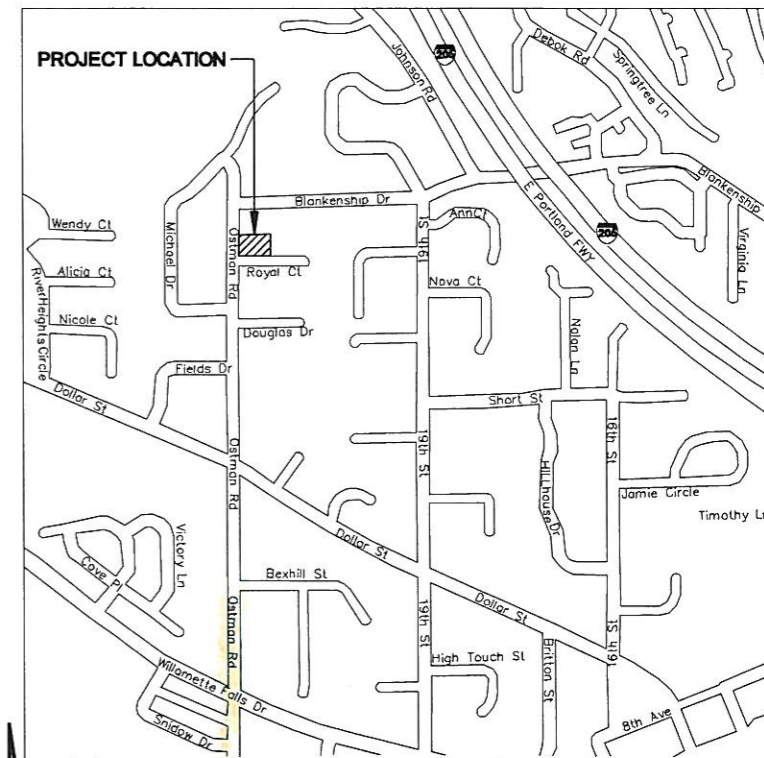 PROJECT LOCATION
Johnson Rd
205
Debok Rd
Springtree Ln
Blankenship Dr
Blankenship
E Portland FWY
205
Virginia Ln
Wendy Ct
Michael Dr
Ostman Rd
19th St
AnnCt
Alicia Ct
Royal Ct
Nova Ct
RiverHeights Circle
Nicole Ct
Douglas Dr
Nolan Ln
Fields Dr
Dollar St
Short St
Ostman Rd
19th St
16th St
Hillhouse Dr
Jamie Circle
Timothy Ln
Victory Ln
Dollar St
Cove Pl
Bexhill St
Dollar St
Ostman Rd
19th St
16th St
High Touch St
Britton St
Willamette Falls Dr
Snidow Dr
8th Ave